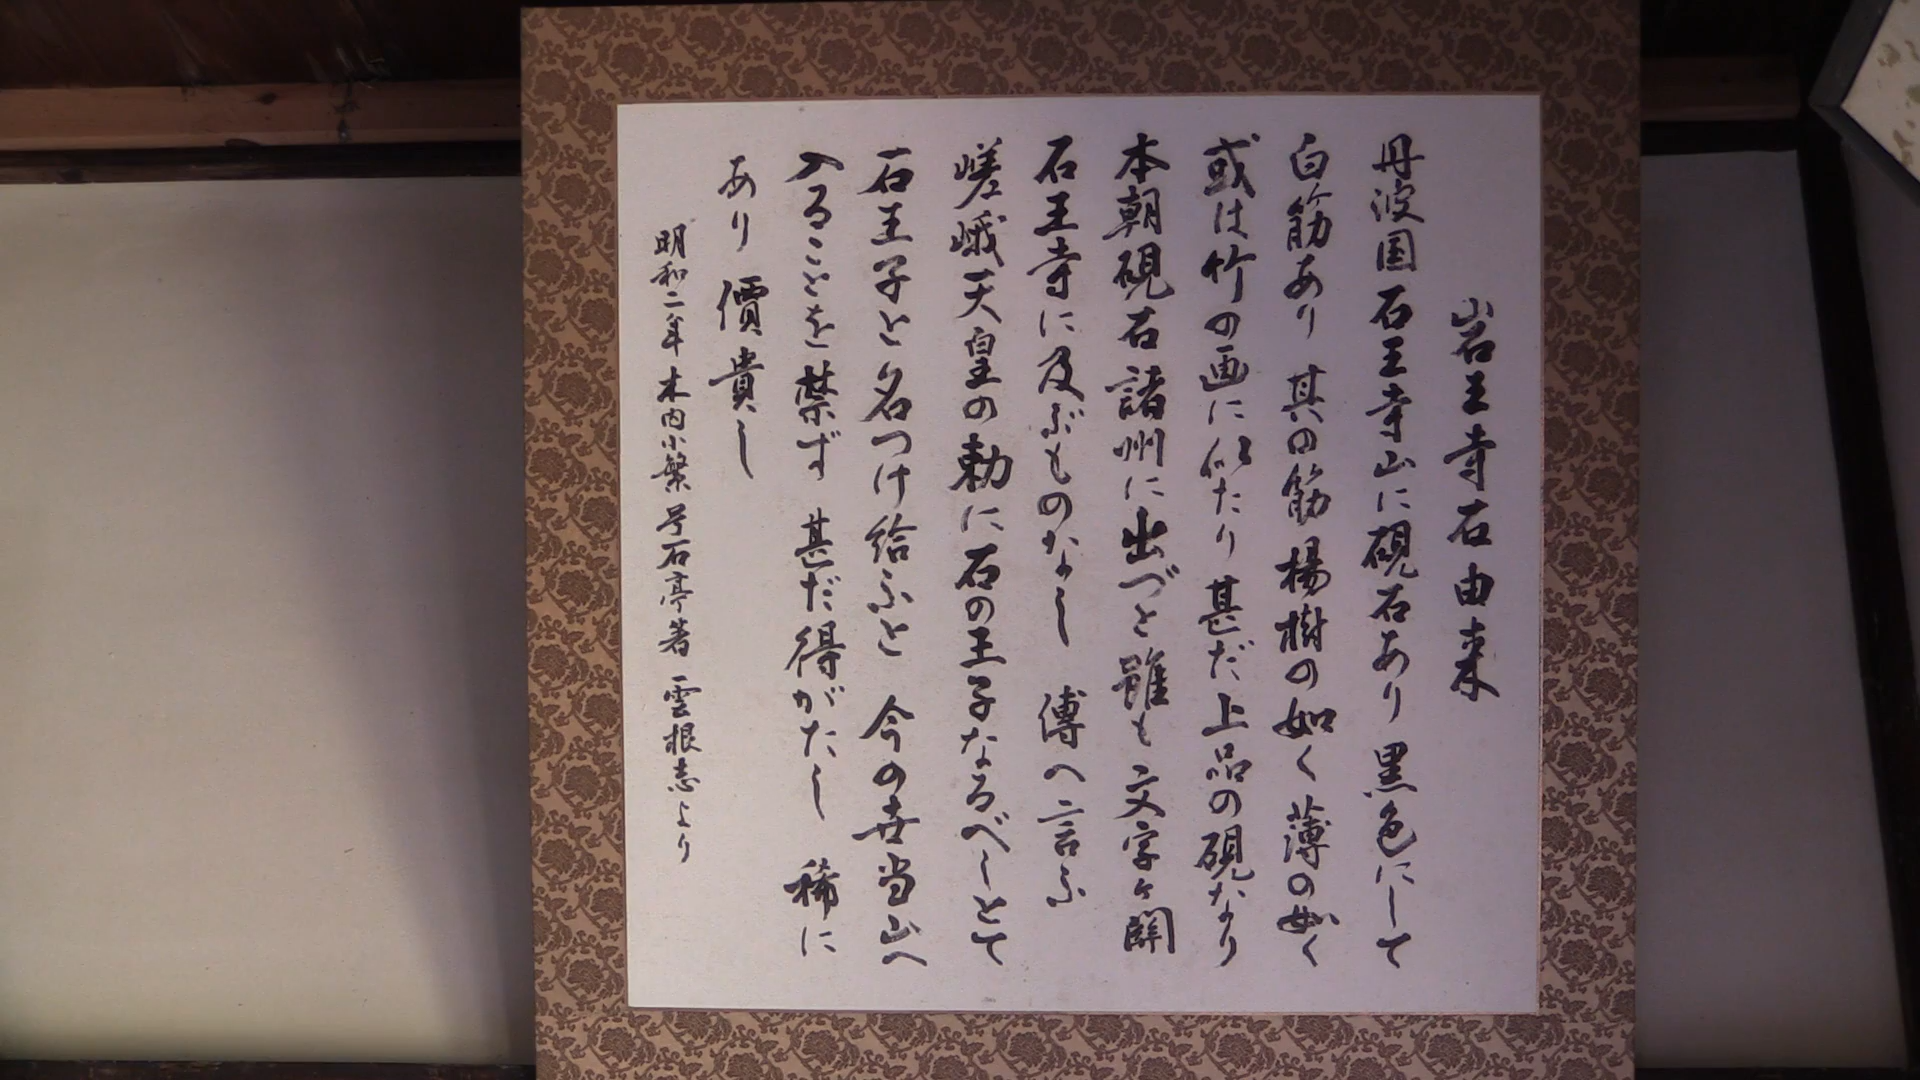 岩王寺石由来
丹波国石王寺山に硯石あり 黒色にして
白筋あり 其の筋楊樹の如く薄の如く
或は竹の画に似たり 甚だ上品の硯なり
本朝硯石諸州に出づと雖も 文字ヶ関
石王寺に及ぶものなし 傳へ言ふ
嵯峨天皇の勅に石の王子なるべしとて
石王子と名つけ給ふと 今の世当山へ
入ることを禁ず 甚だ得がたし 稀に
あり 價貴し
明和二年 木内小繁 号石亭著 雲根志より